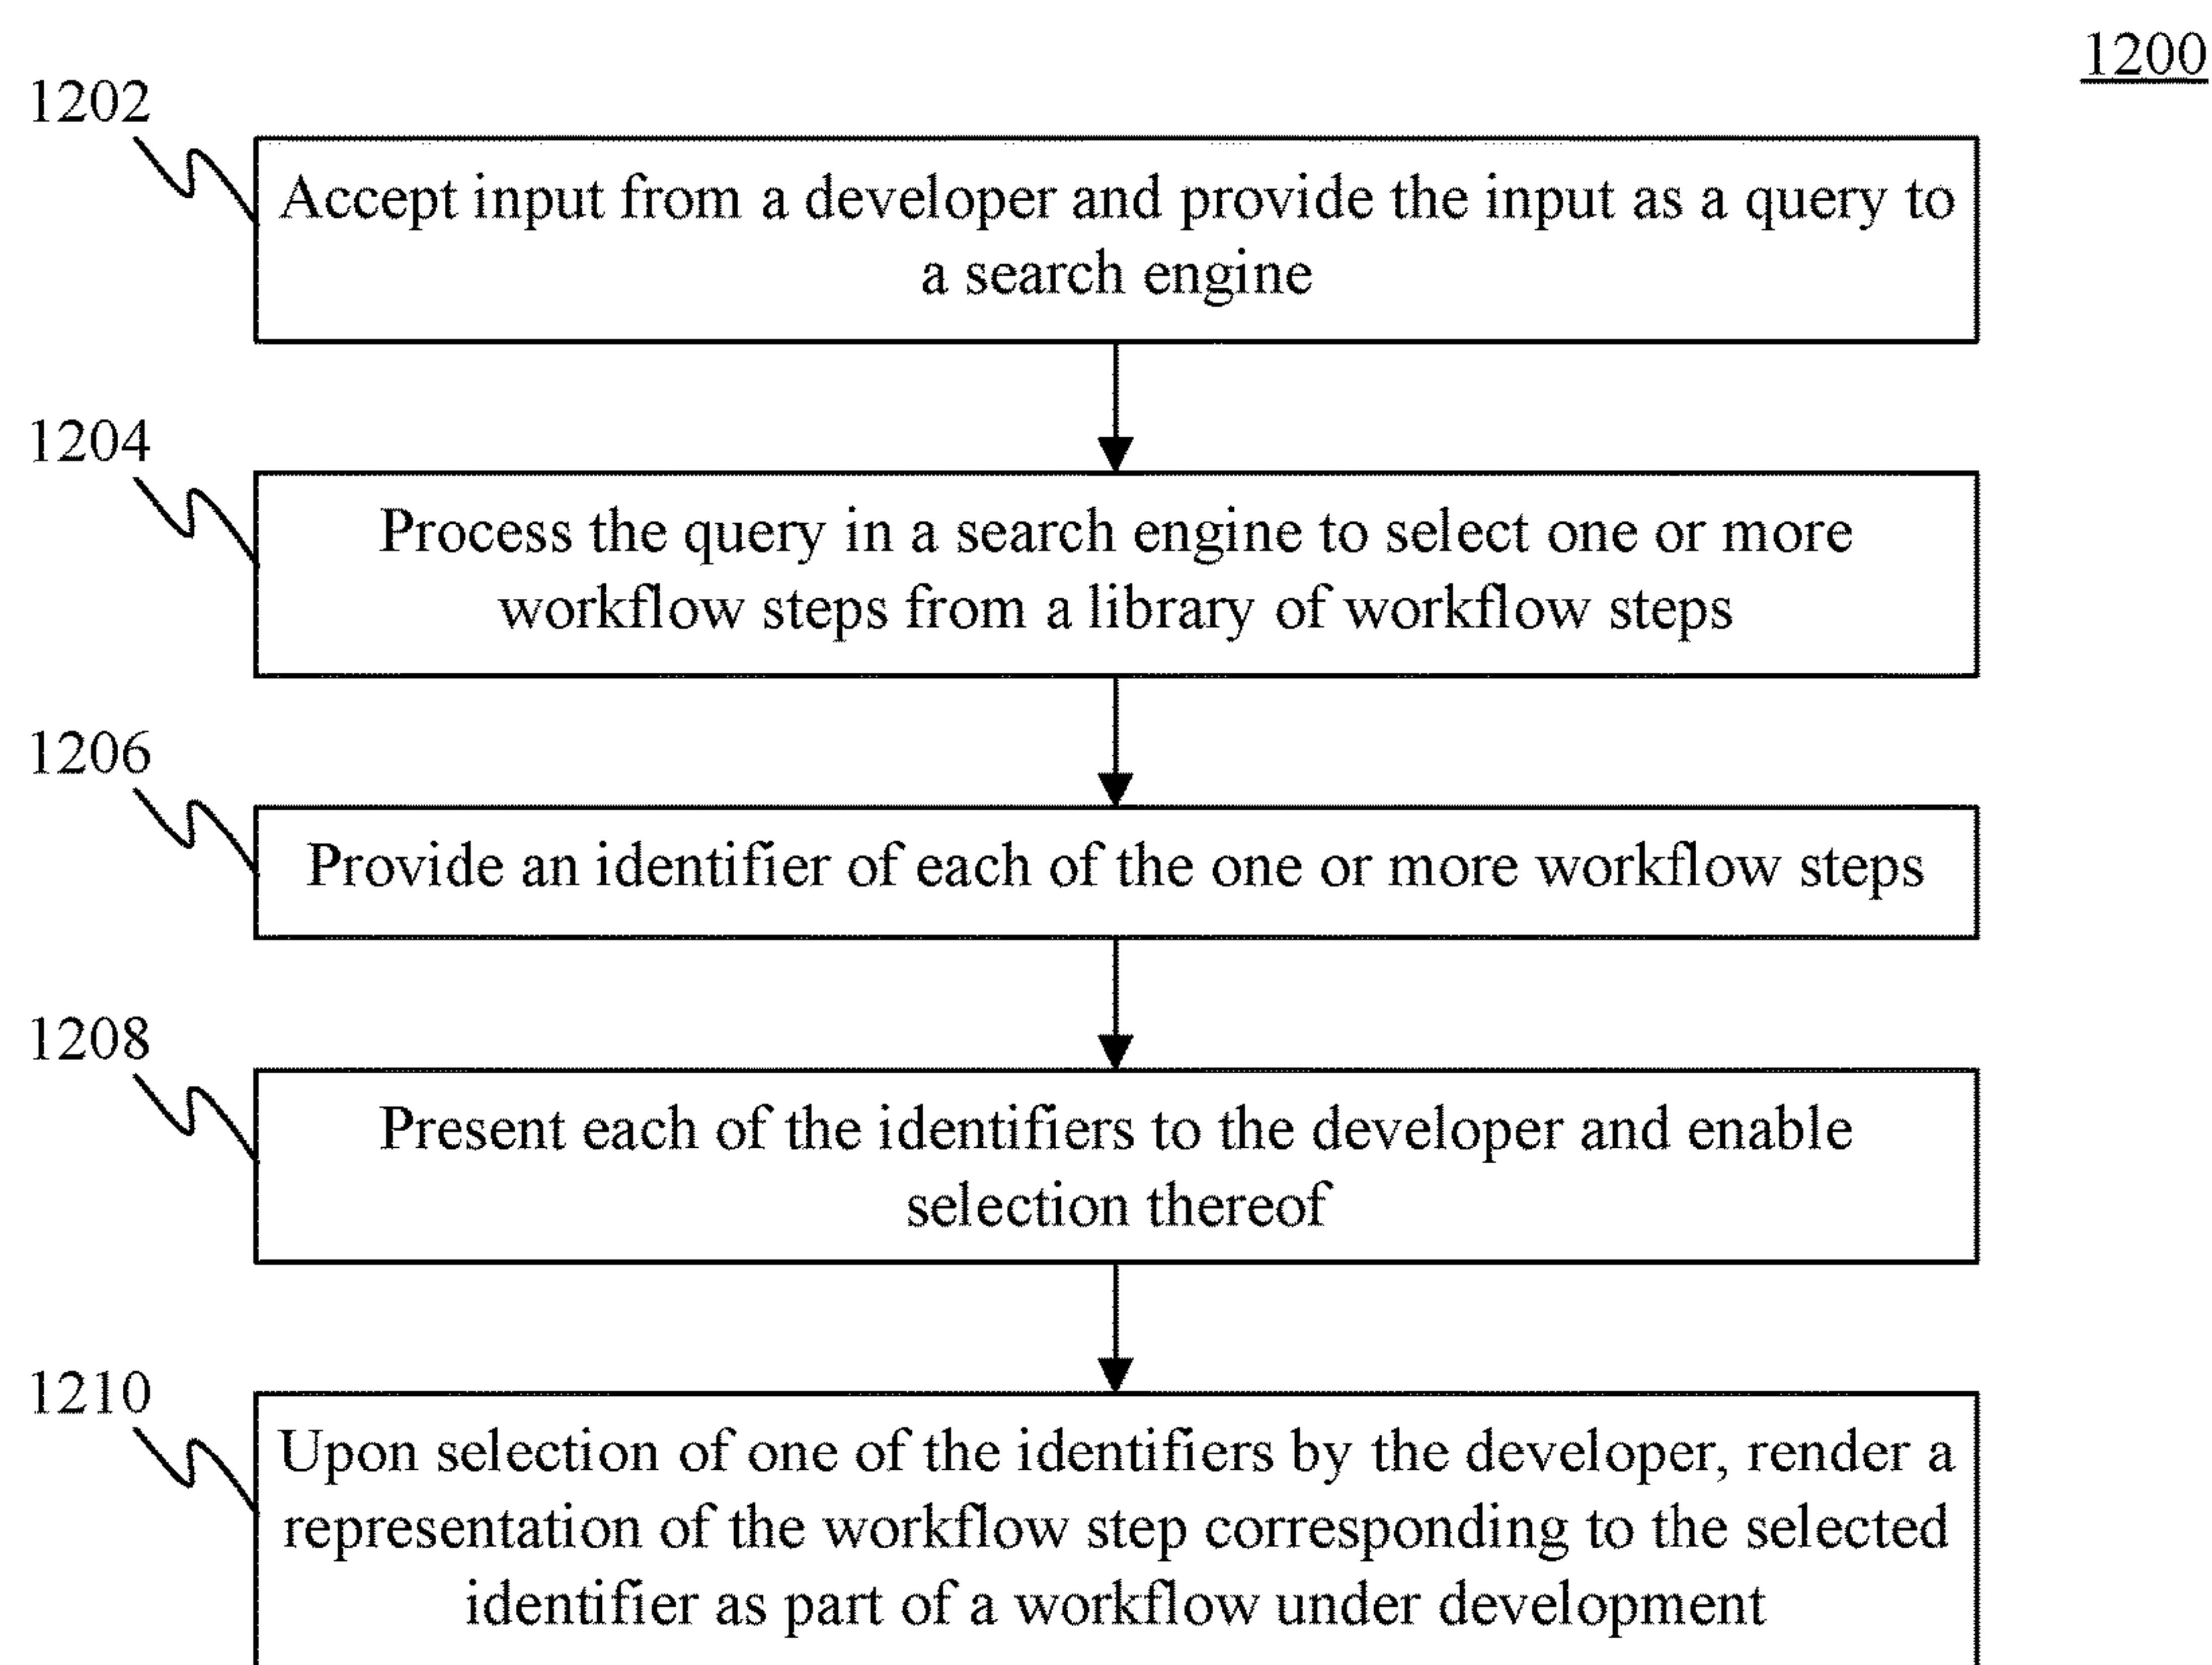 1200
1202
Accept input from a developer and provide the input as a query to
a search engine
1204
Process the query in a search engine to select one or more
workflow steps from a library of workflow steps
1206
Provide an identifier of each of the one or more workflow steps
1208
Present each of the identifiers to the developer and enable
selection thereof
1210
Upon selection of one of the identifiers by the developer, render a
representation of the workflow step corresponding to the selected
identifier as part of a workflow under development